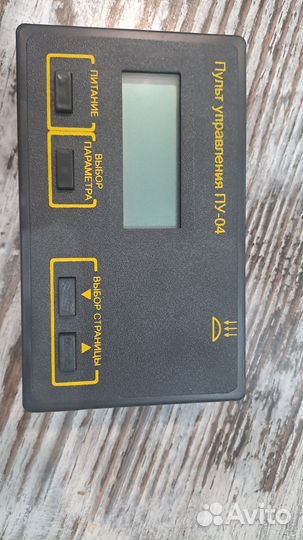 Пульт управления ПУ-04
ПИТАНИЕ
ВЫБОР
ПАРАМЕТРА
ВЫБОР СТРАНИЦЫ
Avito